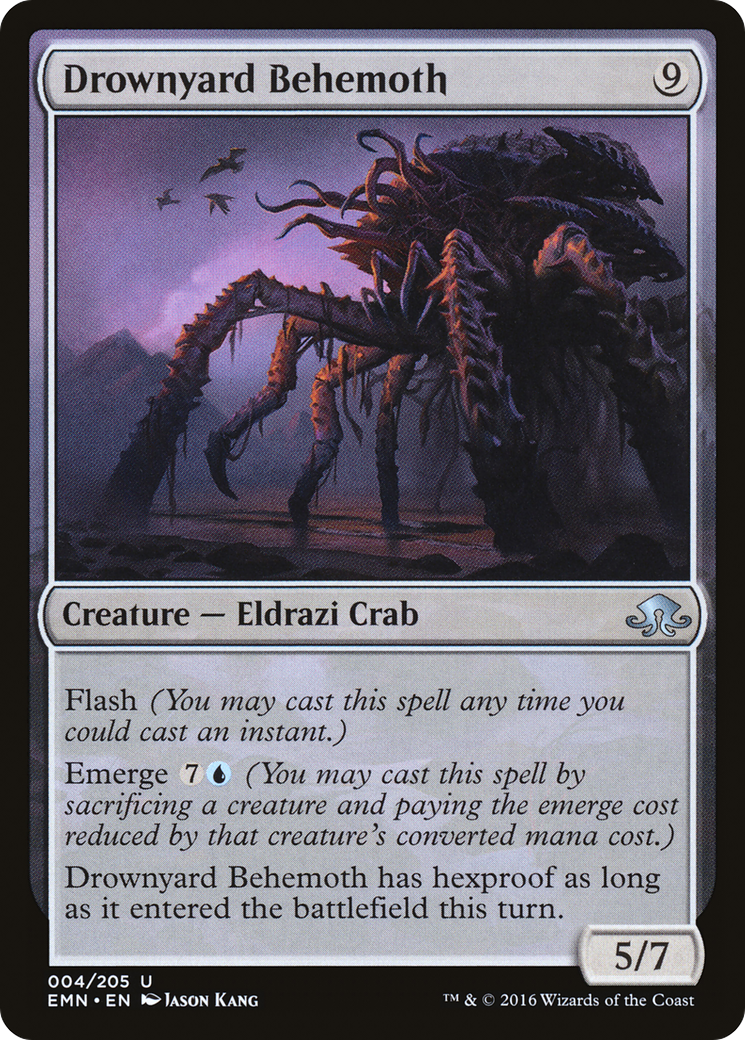 Drownyard Behemoth 9
Creature — Eldrazi Crab
Flash (You may cast this spell any time you
could cast an instant.)
Emerge 7 (You may cast this spell by
sacrificing a creature and paying the emerge cost
reduced by that creature's converted mana cost.)
Drownyard Behemoth has hexproof as long
as it entered the battlefield this turn.
5/7
004/205 U
EMN • EN Jason Kang
™ & © 2016 Wizards of the Coast